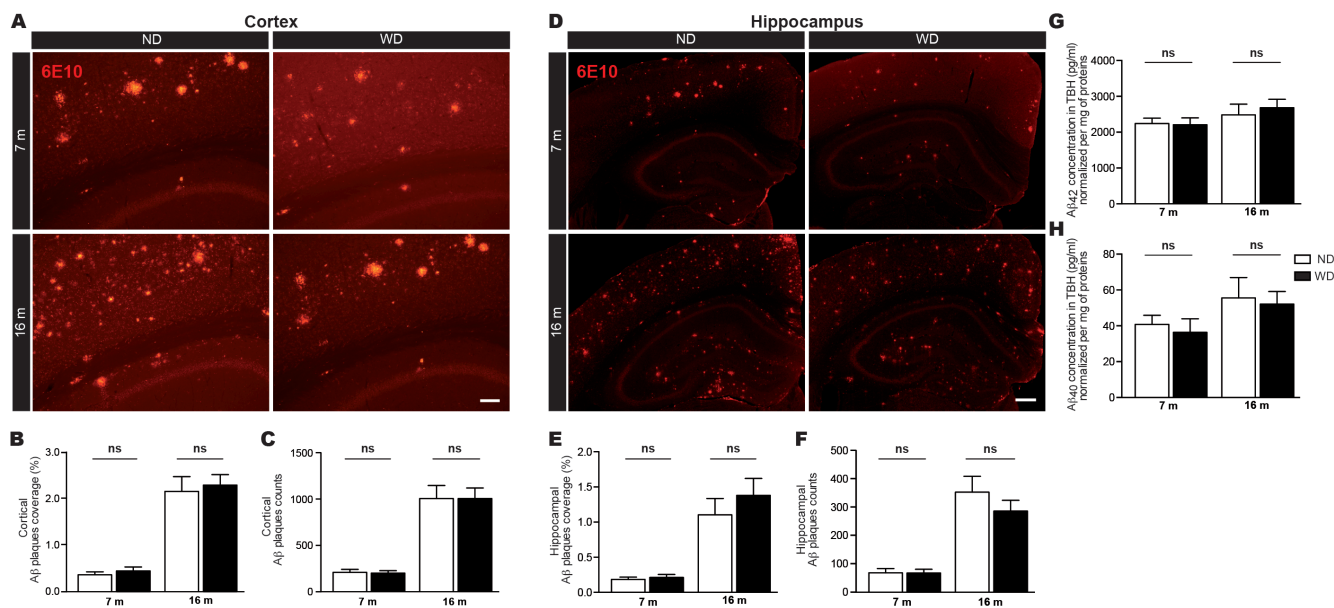 A
Cortex
ND
WD
6E10
7 m
16 m
B
Cortical
Aβ plaques coverage (%)
3.0
2.0
1.0
0.0
ns
ns
7 m
16 m
C
Cortical
Aβ plaques counts
1500
1000
500
0
ns
ns
7 m
16 m
D
Hippocampus
ND
WD
6E10
7 m
16 m
E
Hippocampal
Aβ plaques coverage (%)
2.0
1.5
1.0
0.5
0.0
ns
ns
7 m
16 m
F
Hippocampal
Aβ plaques counts
500
400
300
200
100
0
ns
ns
7 m
16 m
G
Aβ42 concentration in TBH (pg/ml)
normalized per mg of proteins
4000
3000
2000
1000
0
ns
ns
7 m
16 m
H
Aβ40 concentration in TBH (pg/ml)
normalized per mg of proteins
80
60
40
20
0
ns
ns
7 m
16 m
ND
WD